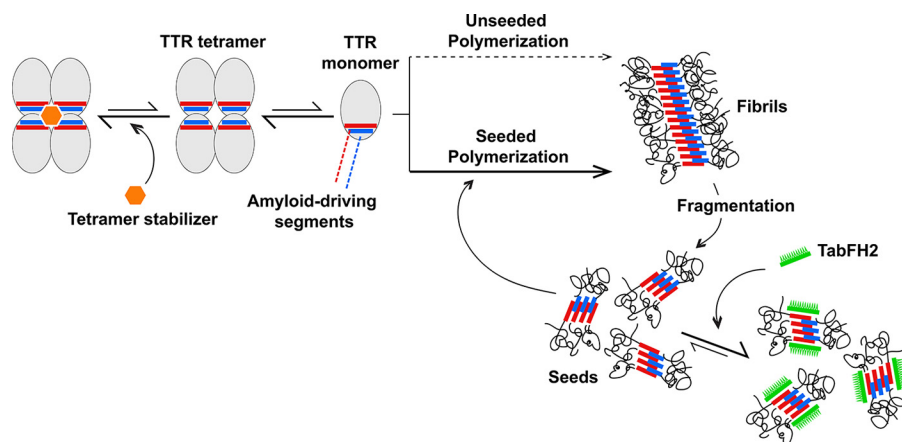 Unseeded
Polymerization
TTR tetramer
TTR
monomer
Fibrils
Seeded
Polymerization
Tetramer stabilizer
Amyloid-driving
segments
Fragmentation
TabFH2
Seeds